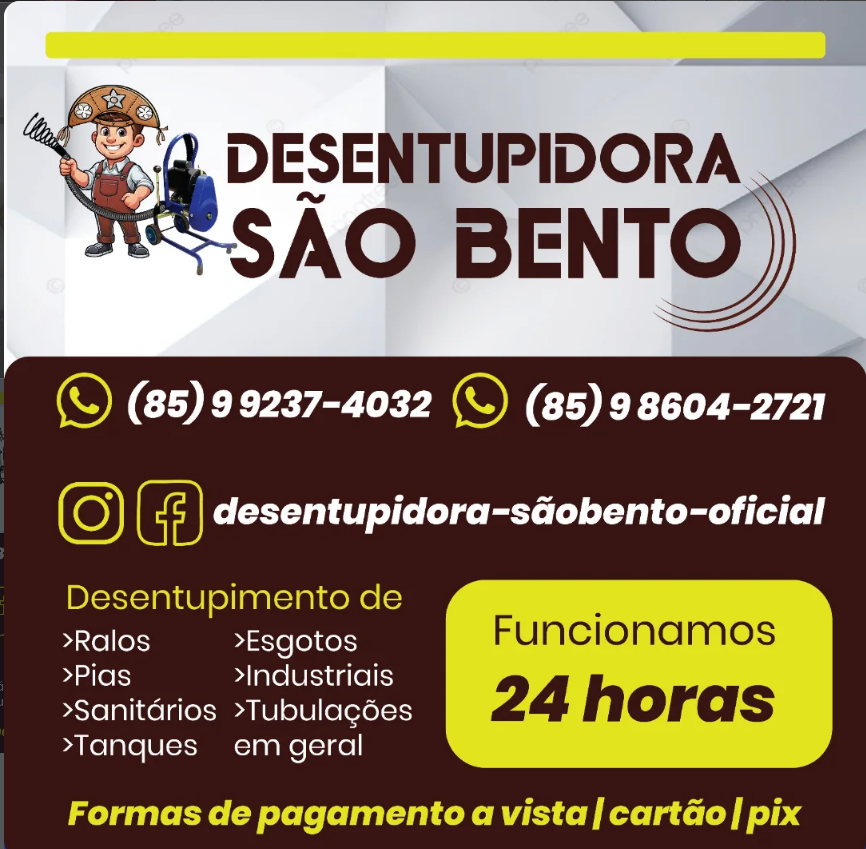 DESENTUPIDORA
SÃO BENTO
(85) 9 9237-4032 (85) 9 8604-2721
desentupidora-sãobento-oficial
Desentupimento de
>Ralos >Esgotos
>Pias >Industriais
>Sanitários >Tubulações
>Tanques em geral
Funcionamos
24 horas
Formas de pagamento a vista | cartão | pix